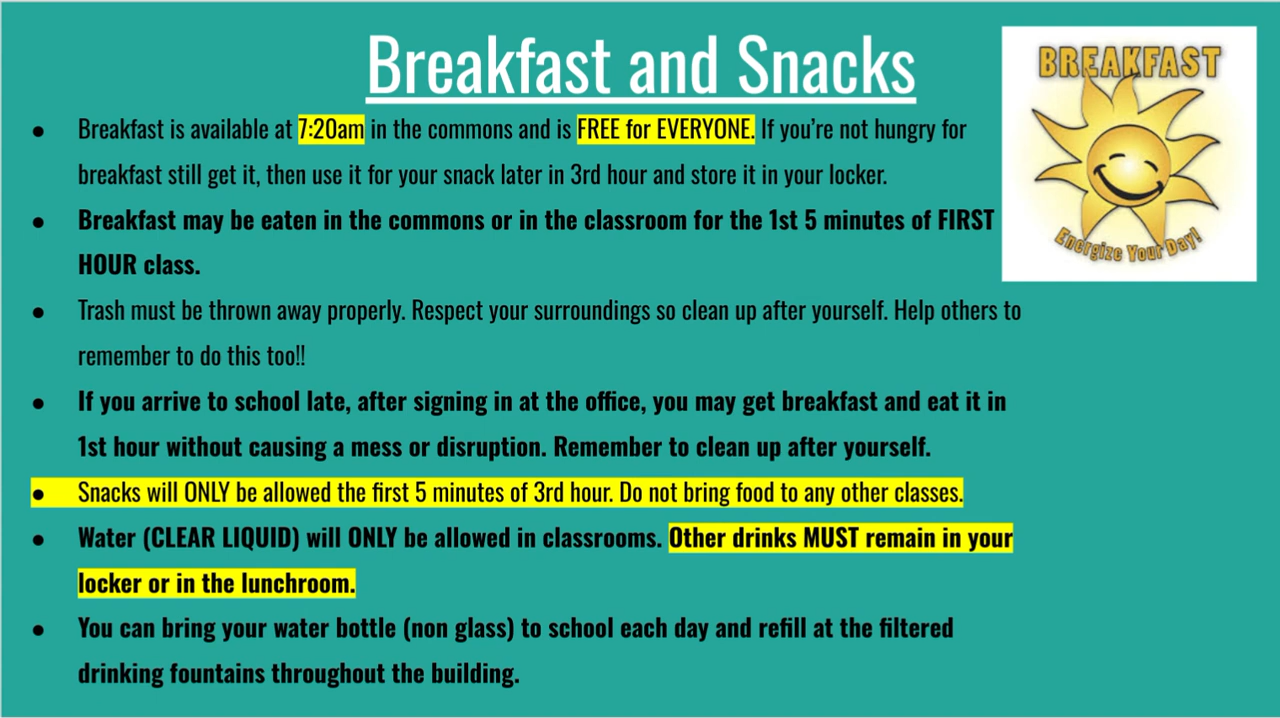 Breakfast and Snacks
BREAKFAST
Energize Your Day!
● Breakfast is available at 7:20am in the commons and is FREE for EVERYONE. If you're not hungry for
breakfast still get it, then use it for your snack later in 3rd hour and store it in your locker.
● Breakfast may be eaten in the commons or in the classroom for the 1st 5 minutes of FIRST
HOUR class.
● Trash must be thrown away properly. Respect your surroundings so clean up after yourself. Help others to
remember to do this too!!
● If you arrive to school late, after signing in at the office, you may get breakfast and eat it in
1st hour without causing a mess or disruption. Remember to clean up after yourself.
● Snacks will ONLY be allowed the first 5 minutes of 3rd hour. Do not bring food to any other classes.
● Water (CLEAR LIQUID) will ONLY be allowed in classrooms. Other drinks MUST remain in your
locker or in the lunchroom.
● You can bring your water bottle (non glass) to school each day and refill at the filtered
drinking fountains throughout the building.